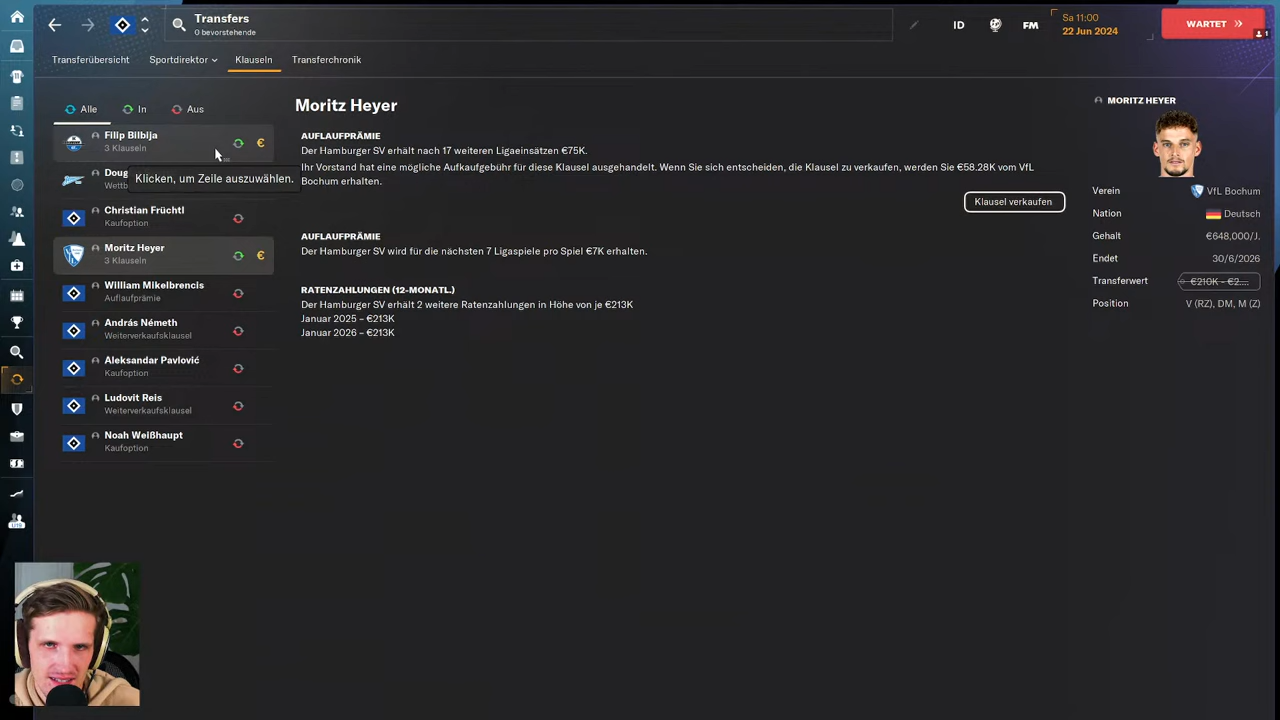 Transfers
0 bevorstehende
ID
FM
Sa 11:00
22 Jun 2024
WARTET
1
Transferübersicht
Sportdirektor
Klauseln
Transferchronik
Alle
In
Aus
Filip Bilbija
3 Klauseln
€
Klicken, um Zeile auszuwählen.
Doug
Wettb
Christian Früchtl
Kaufoption
Moritz Heyer
3 Klauseln
€
William Mikelbrencis
Auflaufprämie
András Németh
Weiterverkaufsklausel
Aleksandar Pavlović
Kaufoption
Ludovit Reis
Weiterverkaufsklausel
Noah Weißhaupt
Kaufoption
U19
Moritz Heyer
AUFLAUFPRÄMIE
Der Hamburger SV erhält nach 17 weiteren Ligaeinsätzen €75K.
Ihr Vorstand hat eine mögliche Aufkaufgebühr für diese Klausel ausgehandelt. Wenn Sie sich entscheiden, die Klausel zu verkaufen, werden Sie €58.28K vom VfL
Bochum erhalten.
Klausel verkaufen
AUFLAUFPRÄMIE
Der Hamburger SV wird für die nächsten 7 Ligaspiele pro Spiel €7K erhalten.
RATENZAHLUNGEN (12-MONATL.)
Der Hamburger SV erhält 2 weitere Ratenzahlungen in Höhe von je €213K
Januar 2025 – €213K
Januar 2026 – €213K
MORITZ HEYER
Verein VfL Bochum
Nation Deutsch
Gehalt €648,000/J.
Endet 30/6/2026
Transferwert €210K - €2....
Position V (RZ), DM, M (Z)